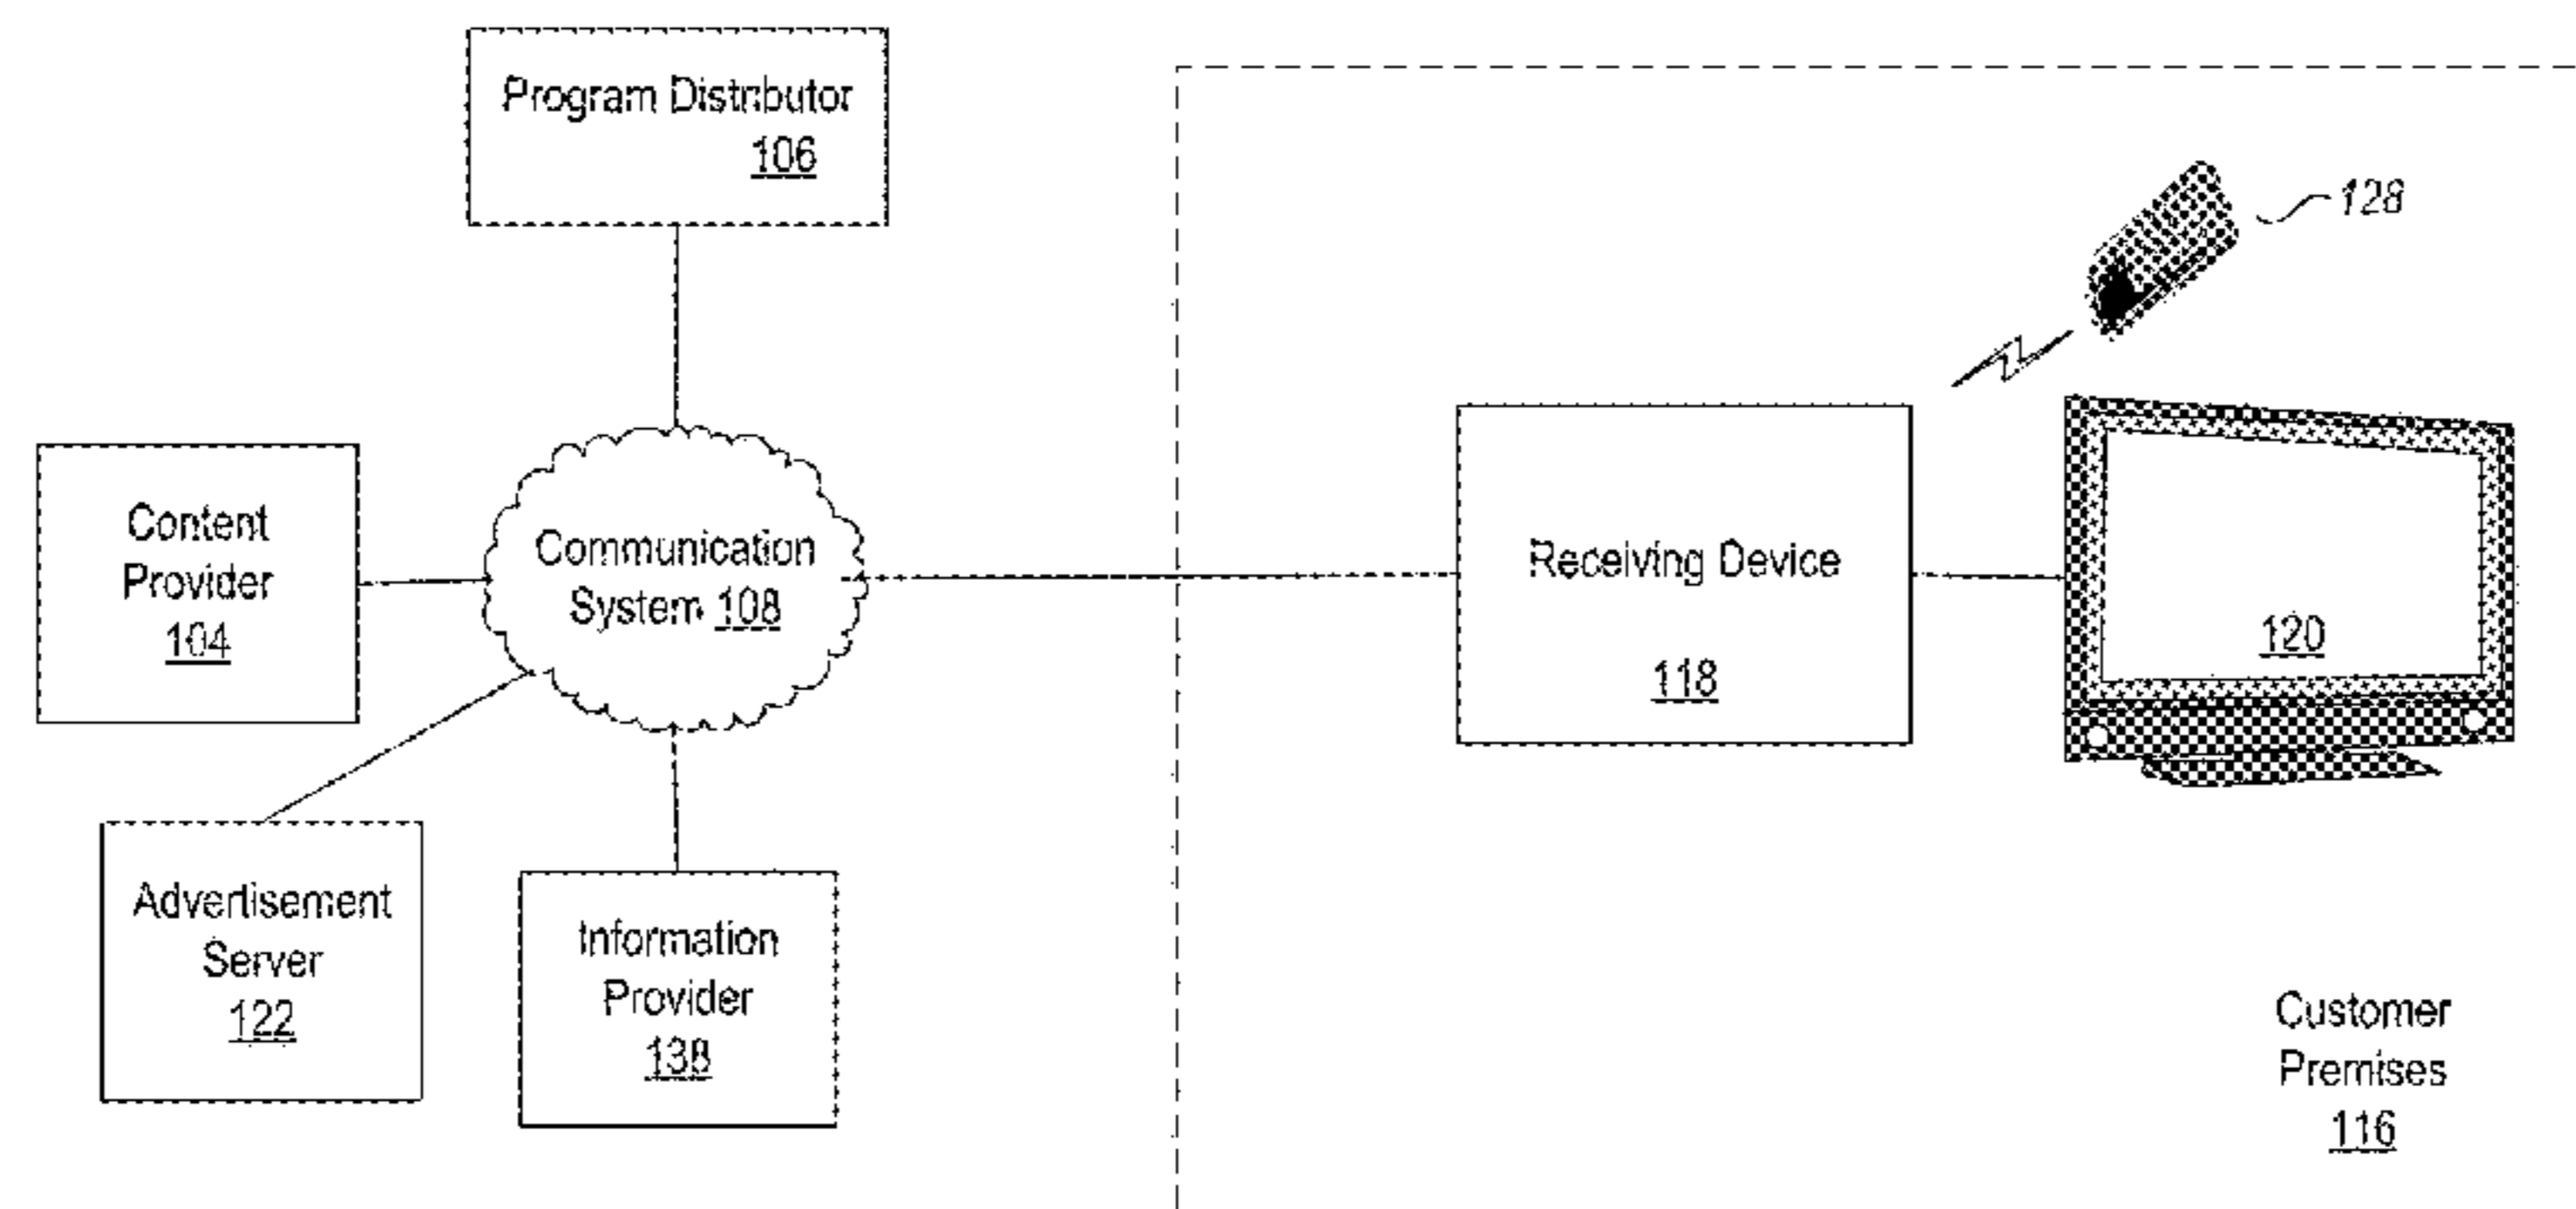 Program Distributor
106
128
Content
Provider
104
Communication
System 108
Receiving Device
118
120
Advertisement
Server
122
Information
Provider
138
Customer
Premises
116